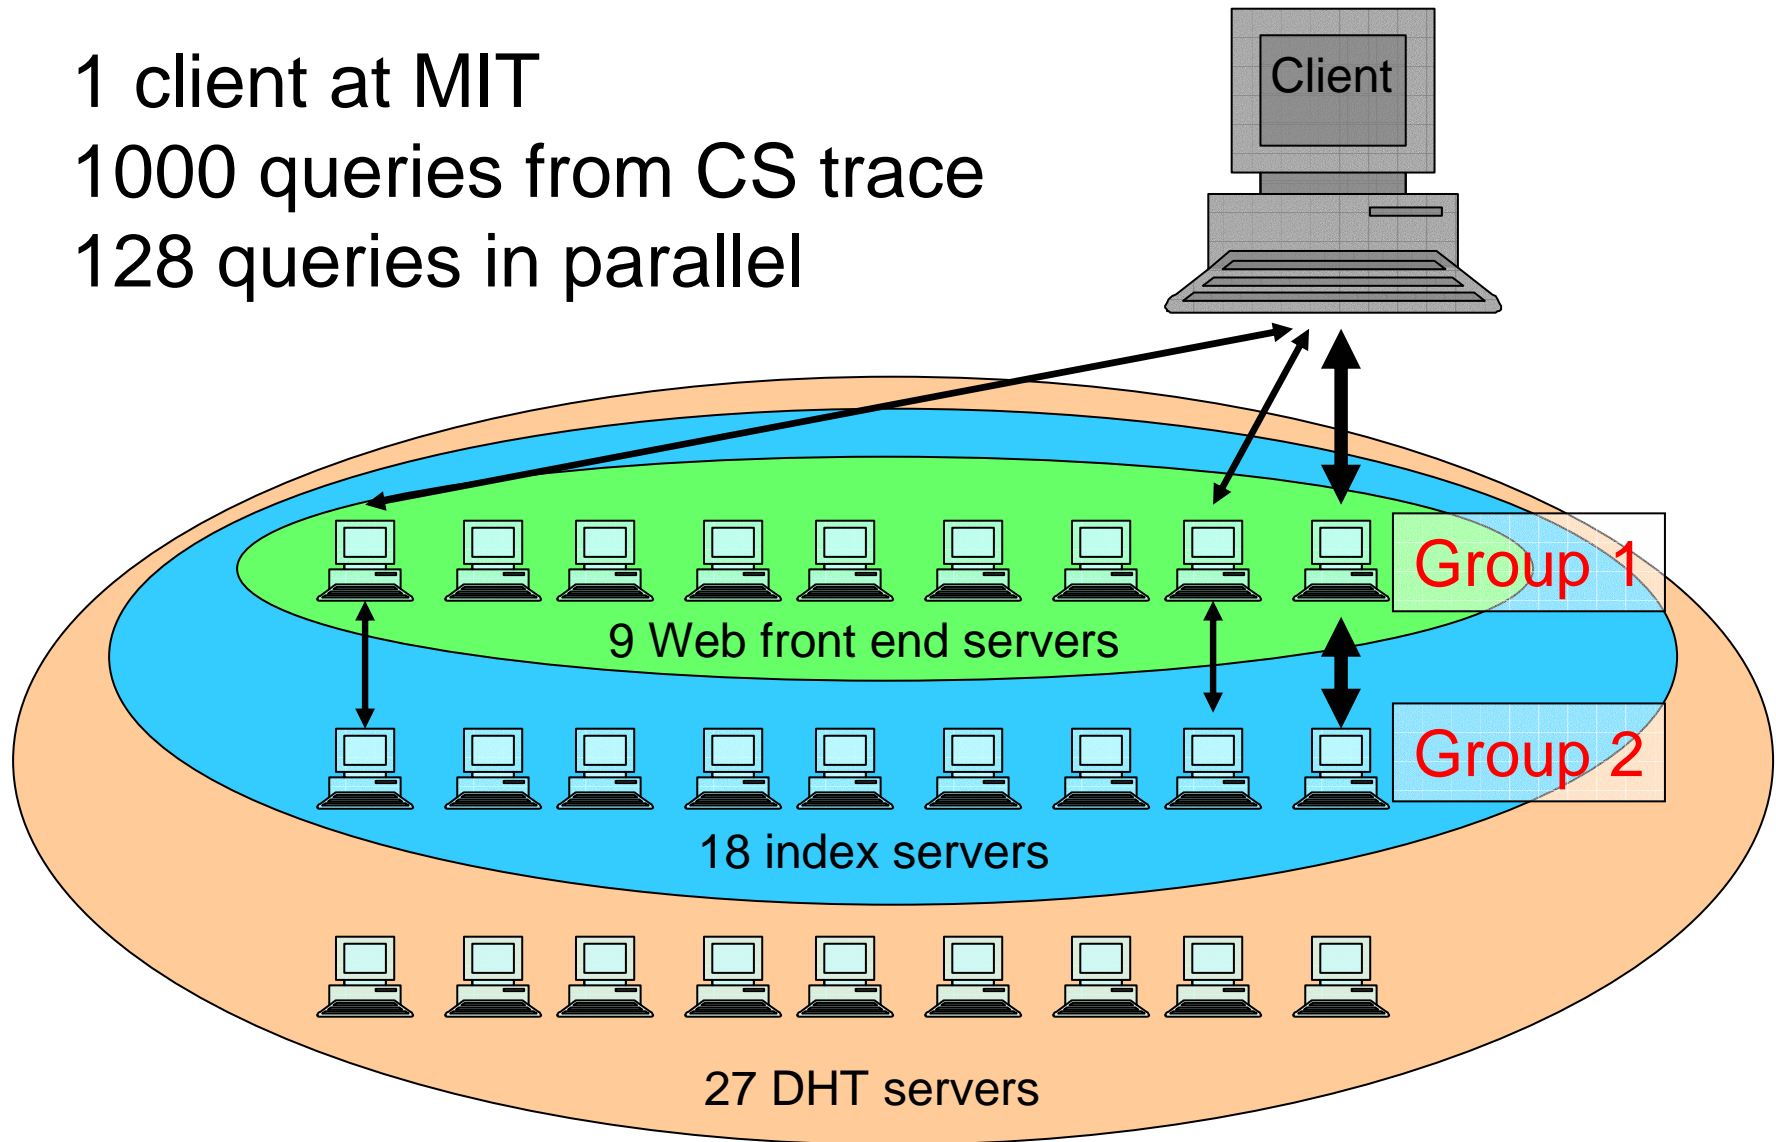 1 client at MIT
1000 queries from CS trace
128 queries in parallel
Client
Group 1
9 Web front end servers
Group 2
18 index servers
27 DHT servers